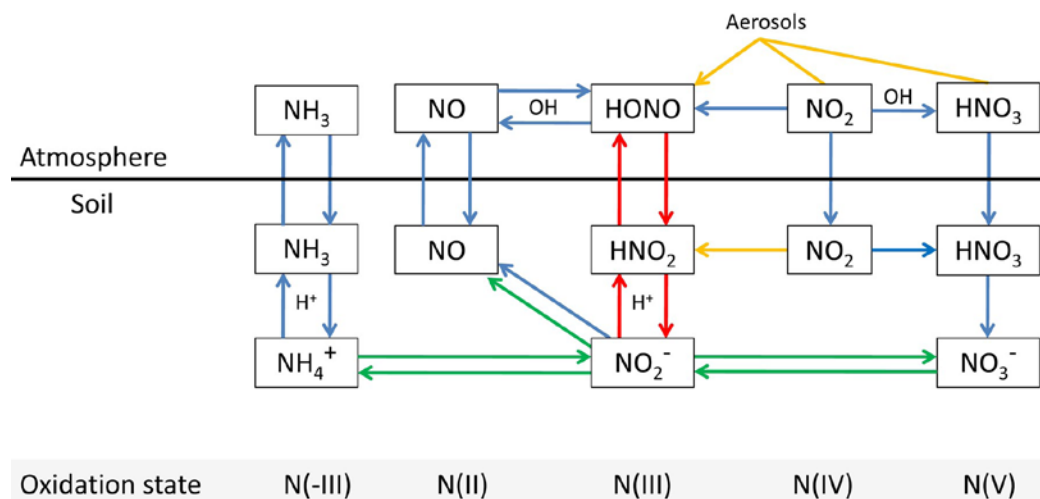 Aerosols
NH₃ NO OH HONO NO₂ OH HNO₃
Atmosphere
Soil
NH₃ NO HNO₂ NO₂ HNO₃
H⁺ H⁺
NH₄⁺ NO₂⁻ NO₃⁻
Oxidation state N(-III) N(II) N(III) N(IV) N(V)